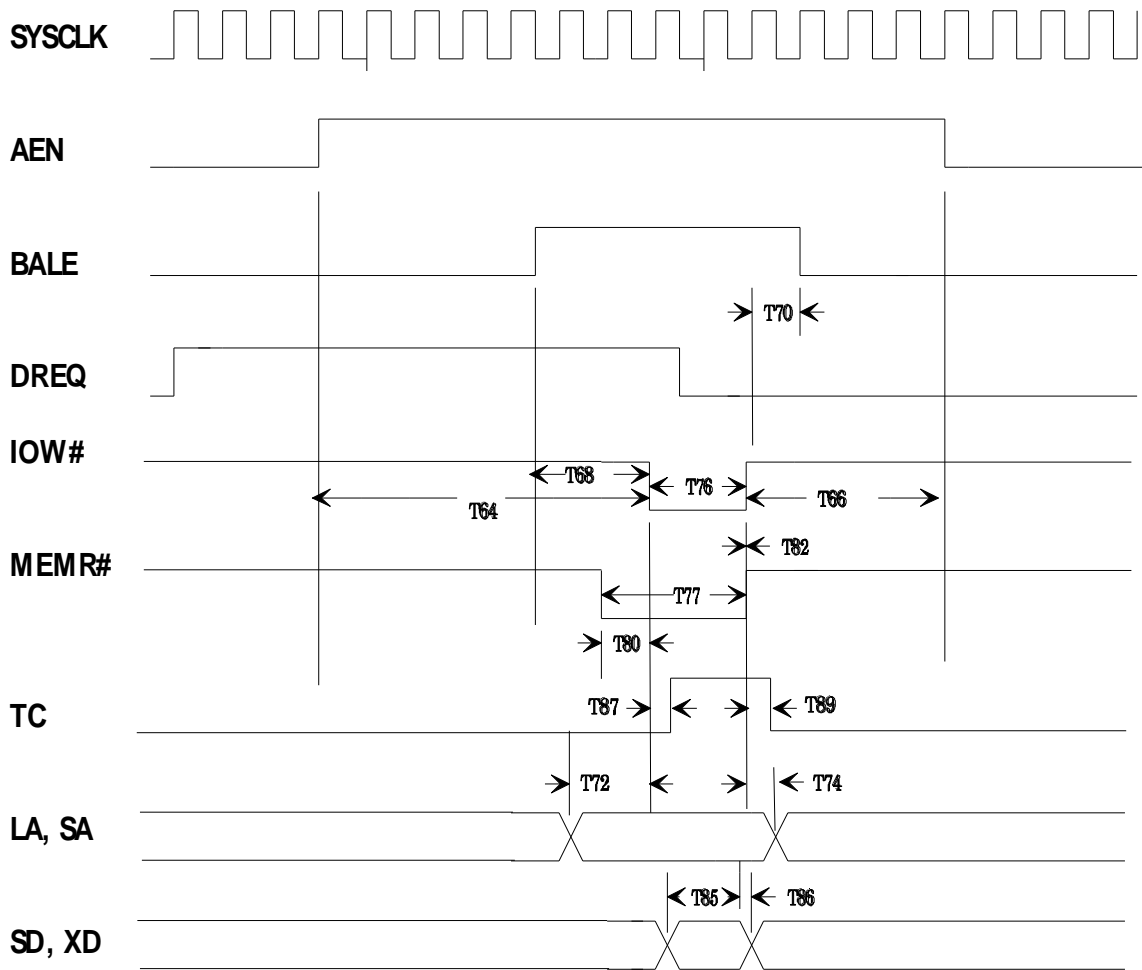 SYSCLK
AEN
BALE
T70
DREQ
IOW#
T65
T76
T64
T66
T82
MEMR#
T77
T80
T87
T89
TC
T72
T74
LA, SA
T85
T86
SD, XD